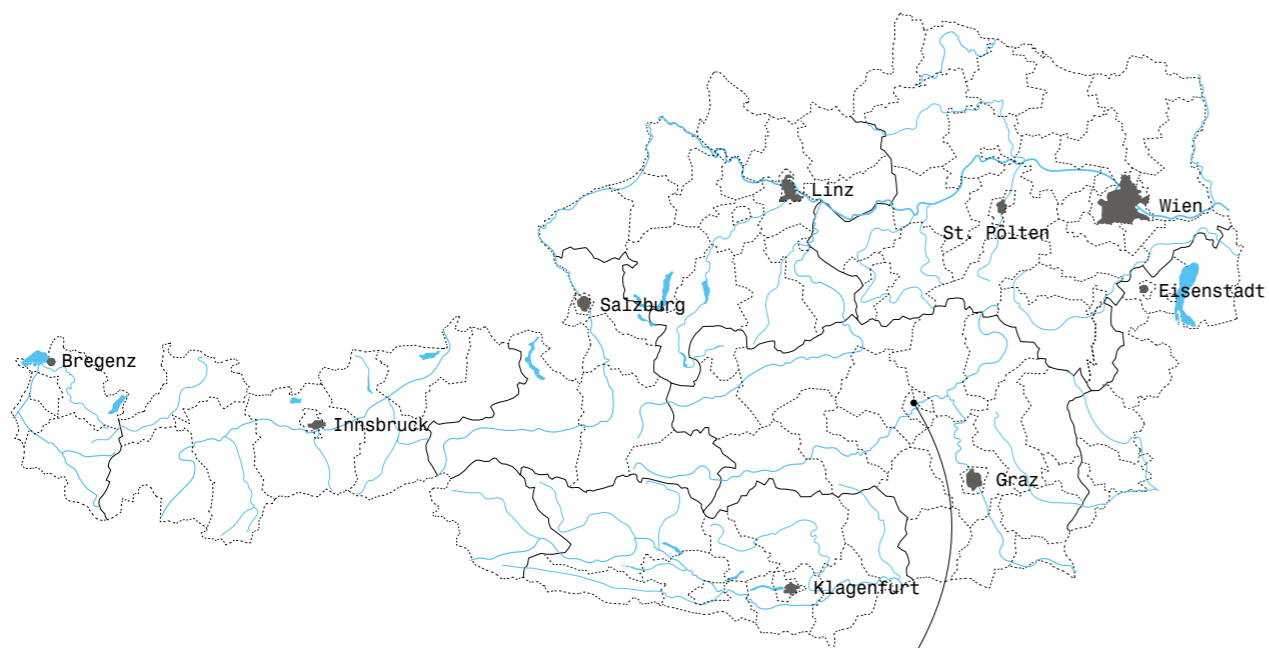 Linz
Wien
St. Pölten
Eisenstadt
Salzburg
Bregenz
Innsbruck
Graz
Klagenfurt